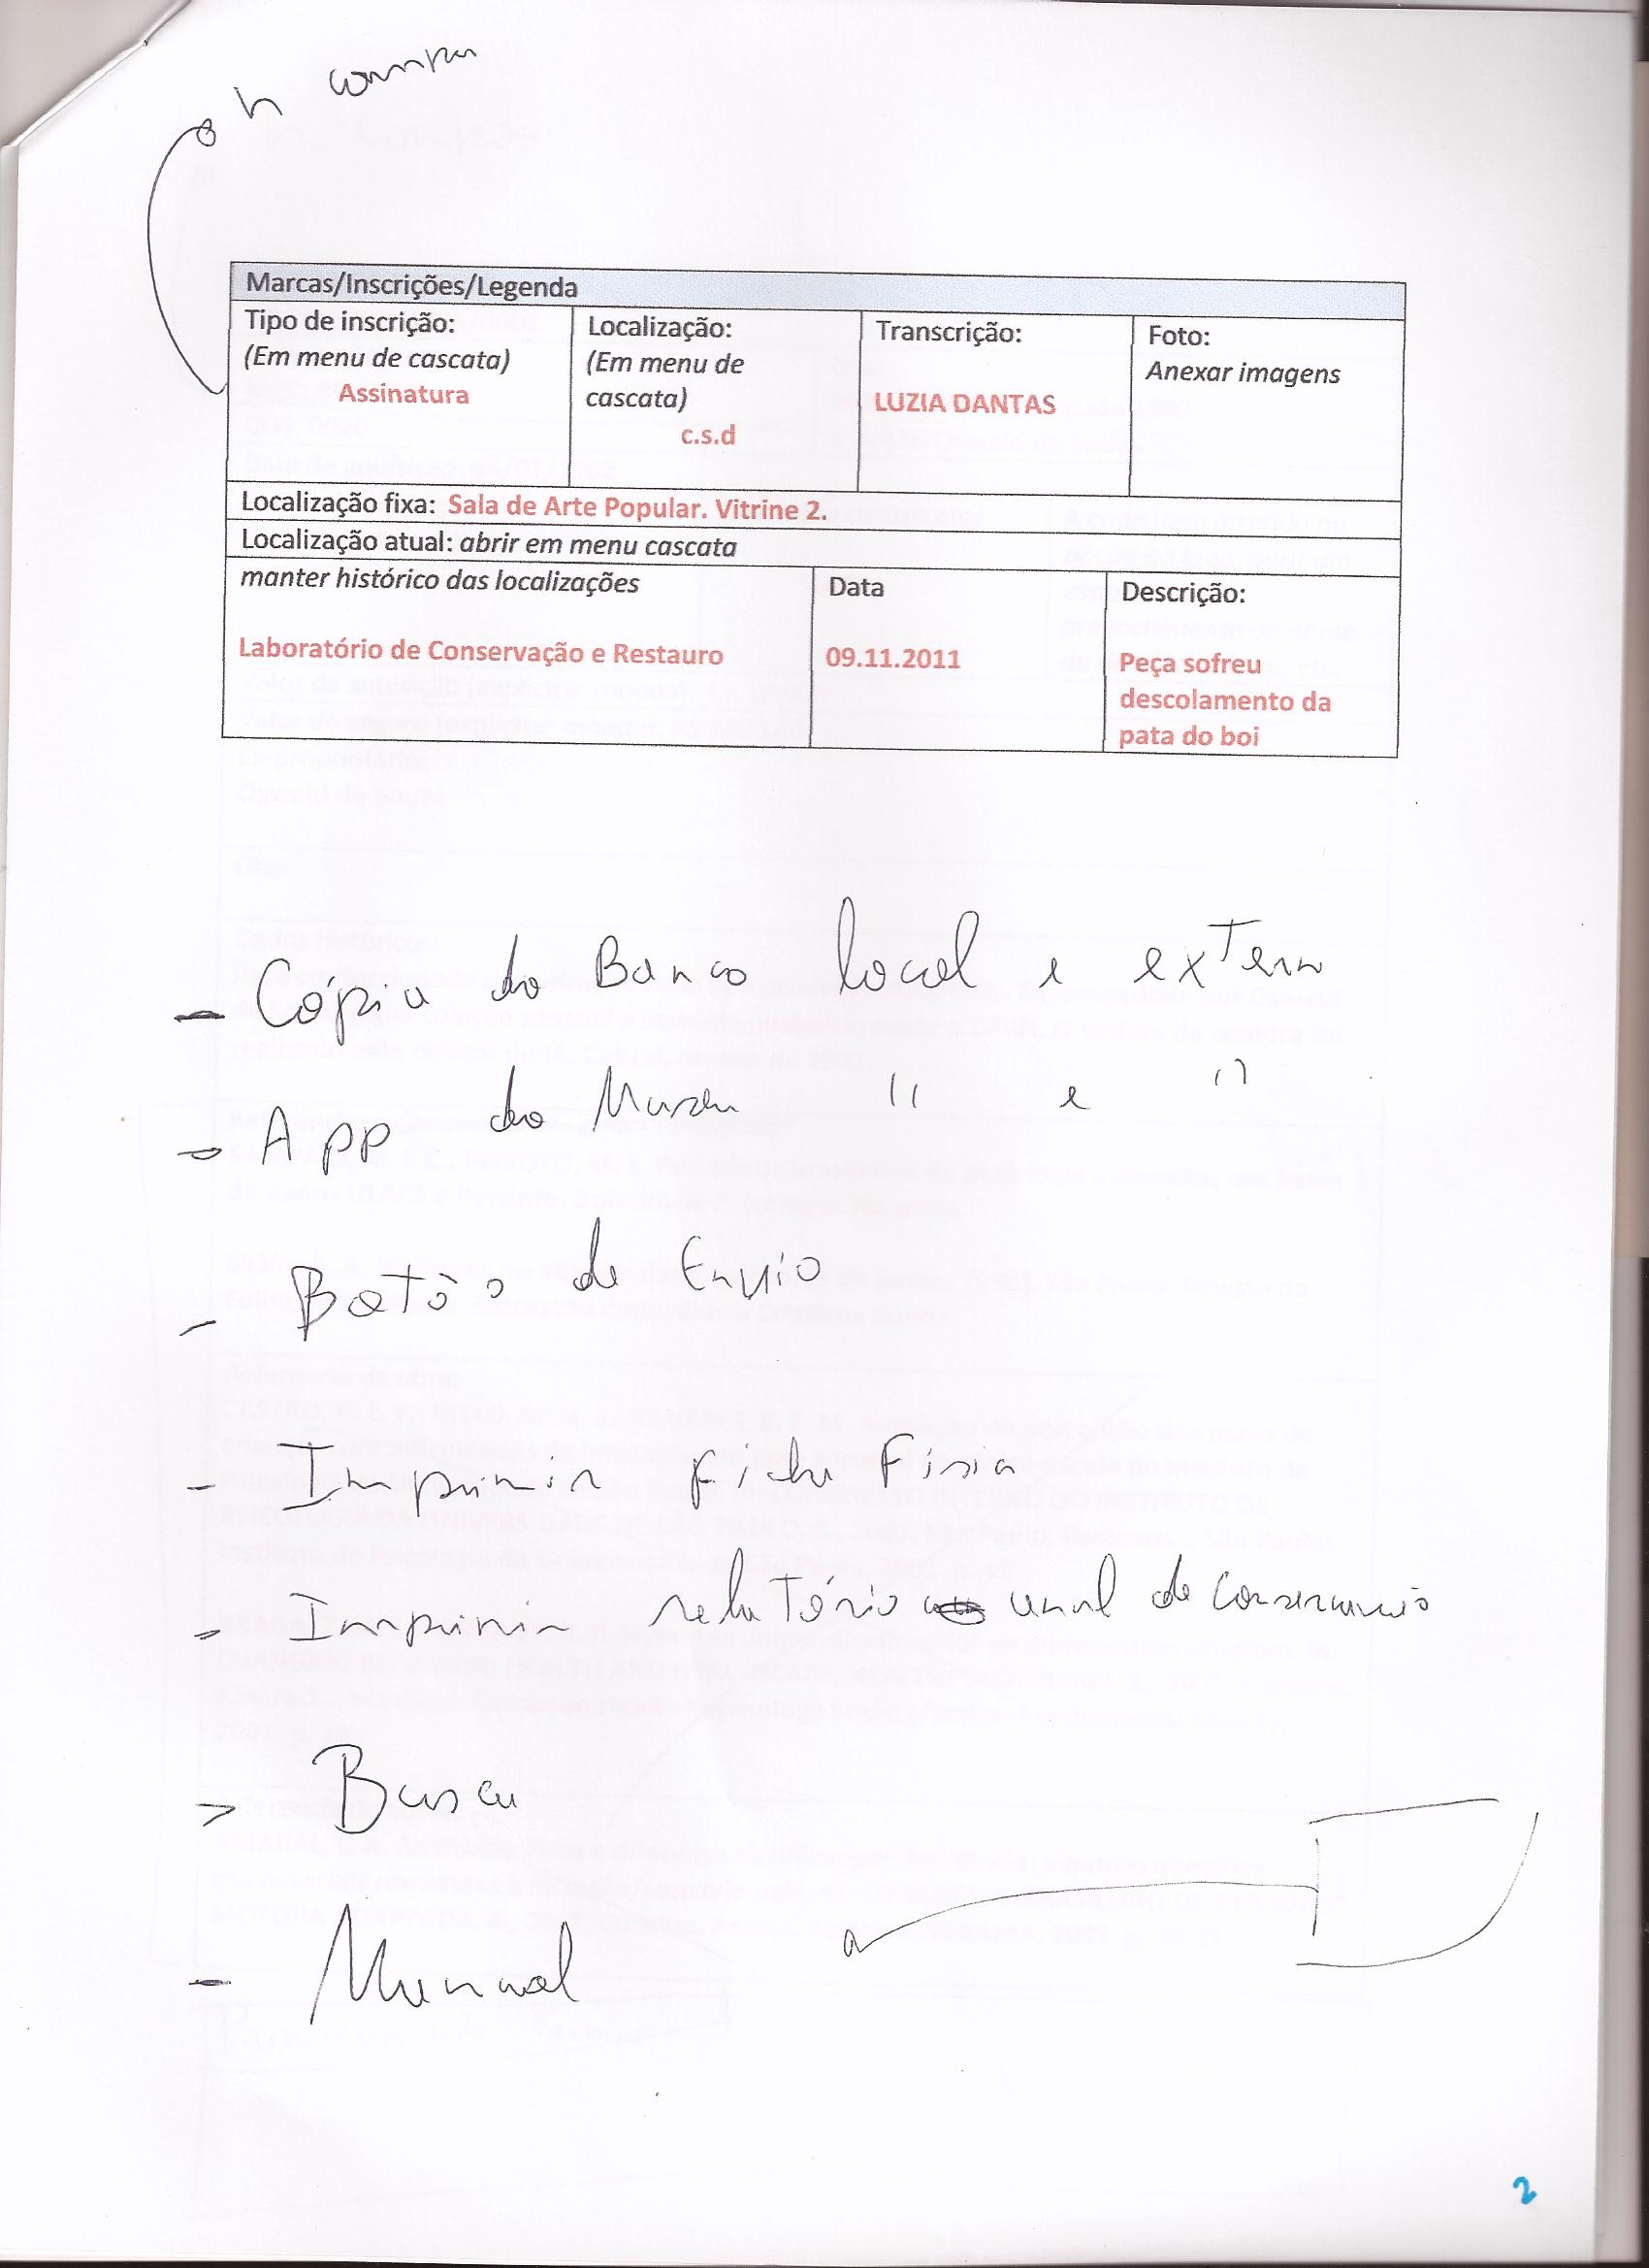 n campos
Marcas/Inscrições/Legenda
Tipo de inscrição:
(Em menu de cascata)
Assinatura
Localização:
(Em menu de
cascata)
c.s.d
Transcrição:
LUZIA DANTAS
Foto:
Anexar imagens
Localização fixa: Sala de Arte Popular. Vitrine 2.
Localização atual: abrir em menu cascata
manter histórico das localizações
Laboratório de Conservação e Restauro
Data
09.11.2011
Descrição:
Peça sofreu
descolamento da
pata do boi
- Cópia do Banco local e externo
- App do Museu " e "
- Botão de Envio
- Imprimir Ficha Física
- Imprimir relatório anual de Conservação
- Busca
- Manual
2